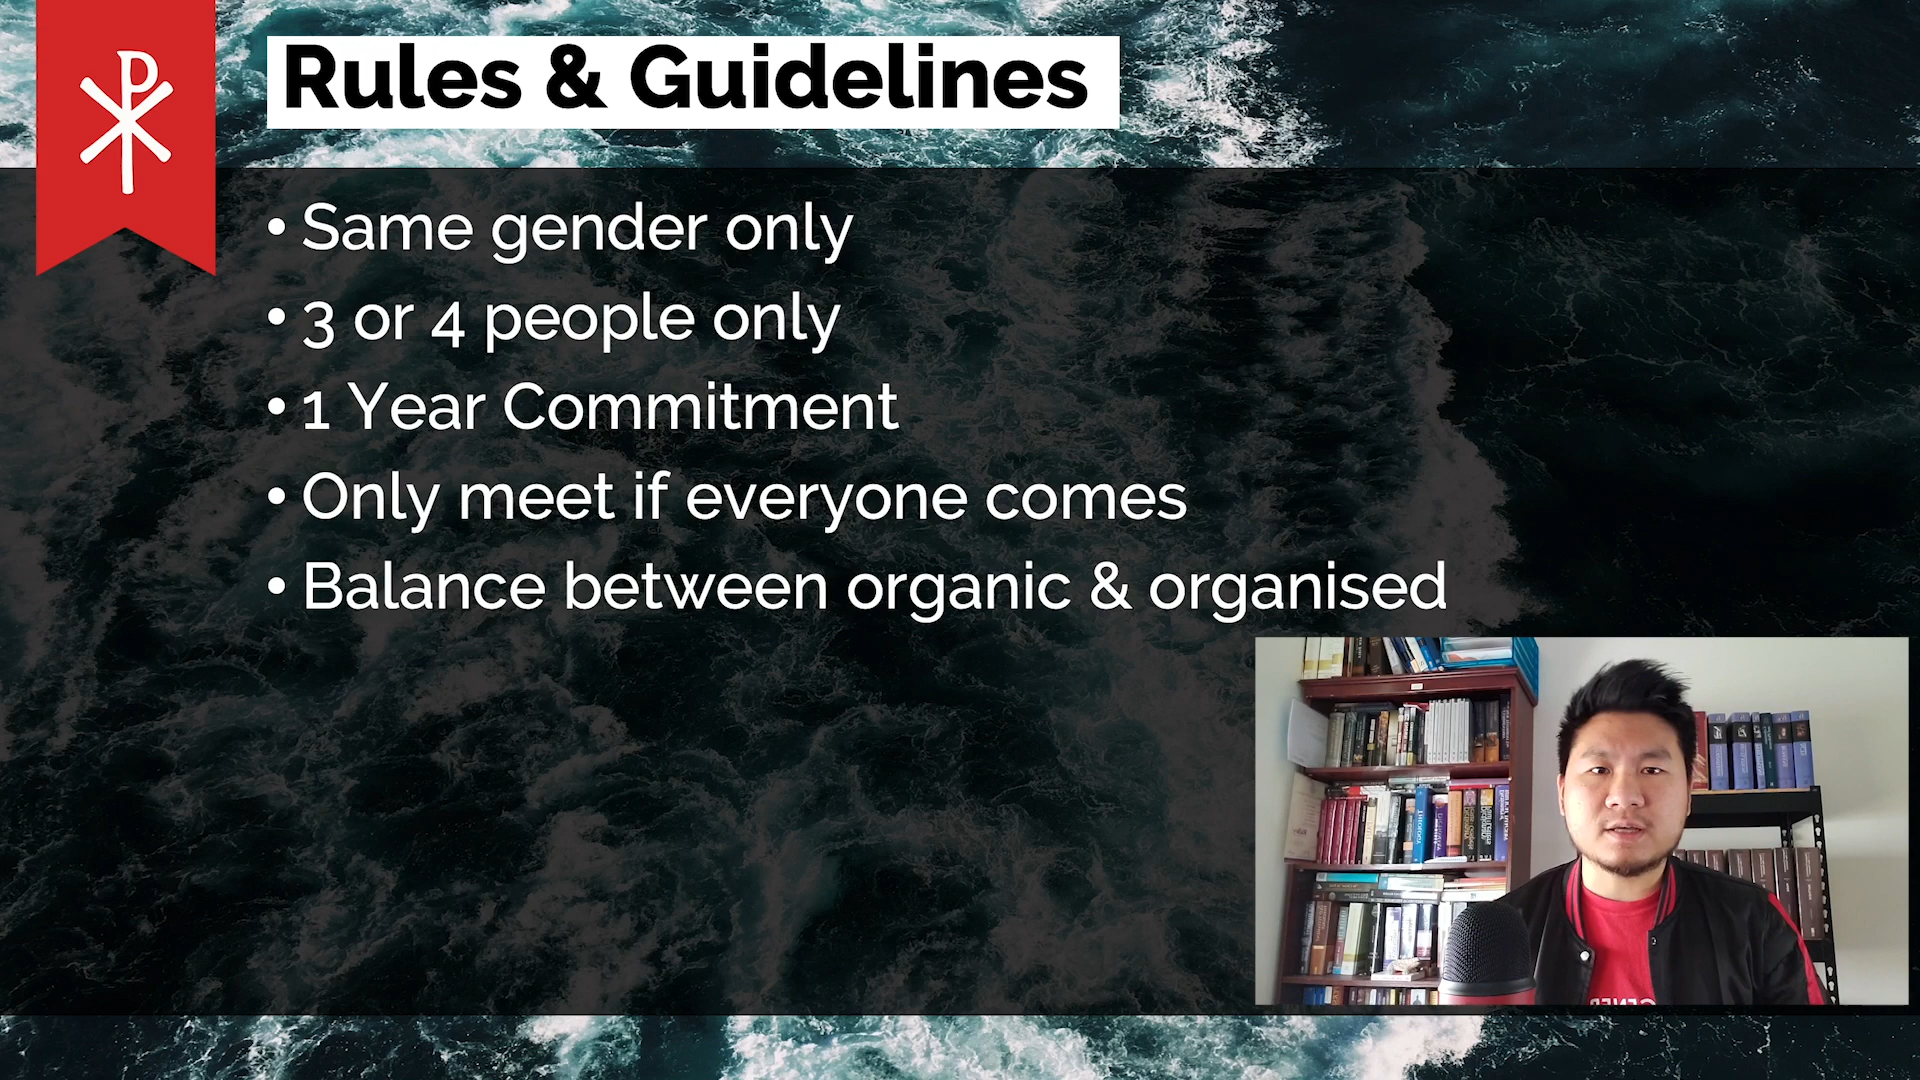 Rules & Guidelines
• Same gender only
• 3 or 4 people only
• 1 Year Commitment
• Only meet if everyone comes
• Balance between organic & organised